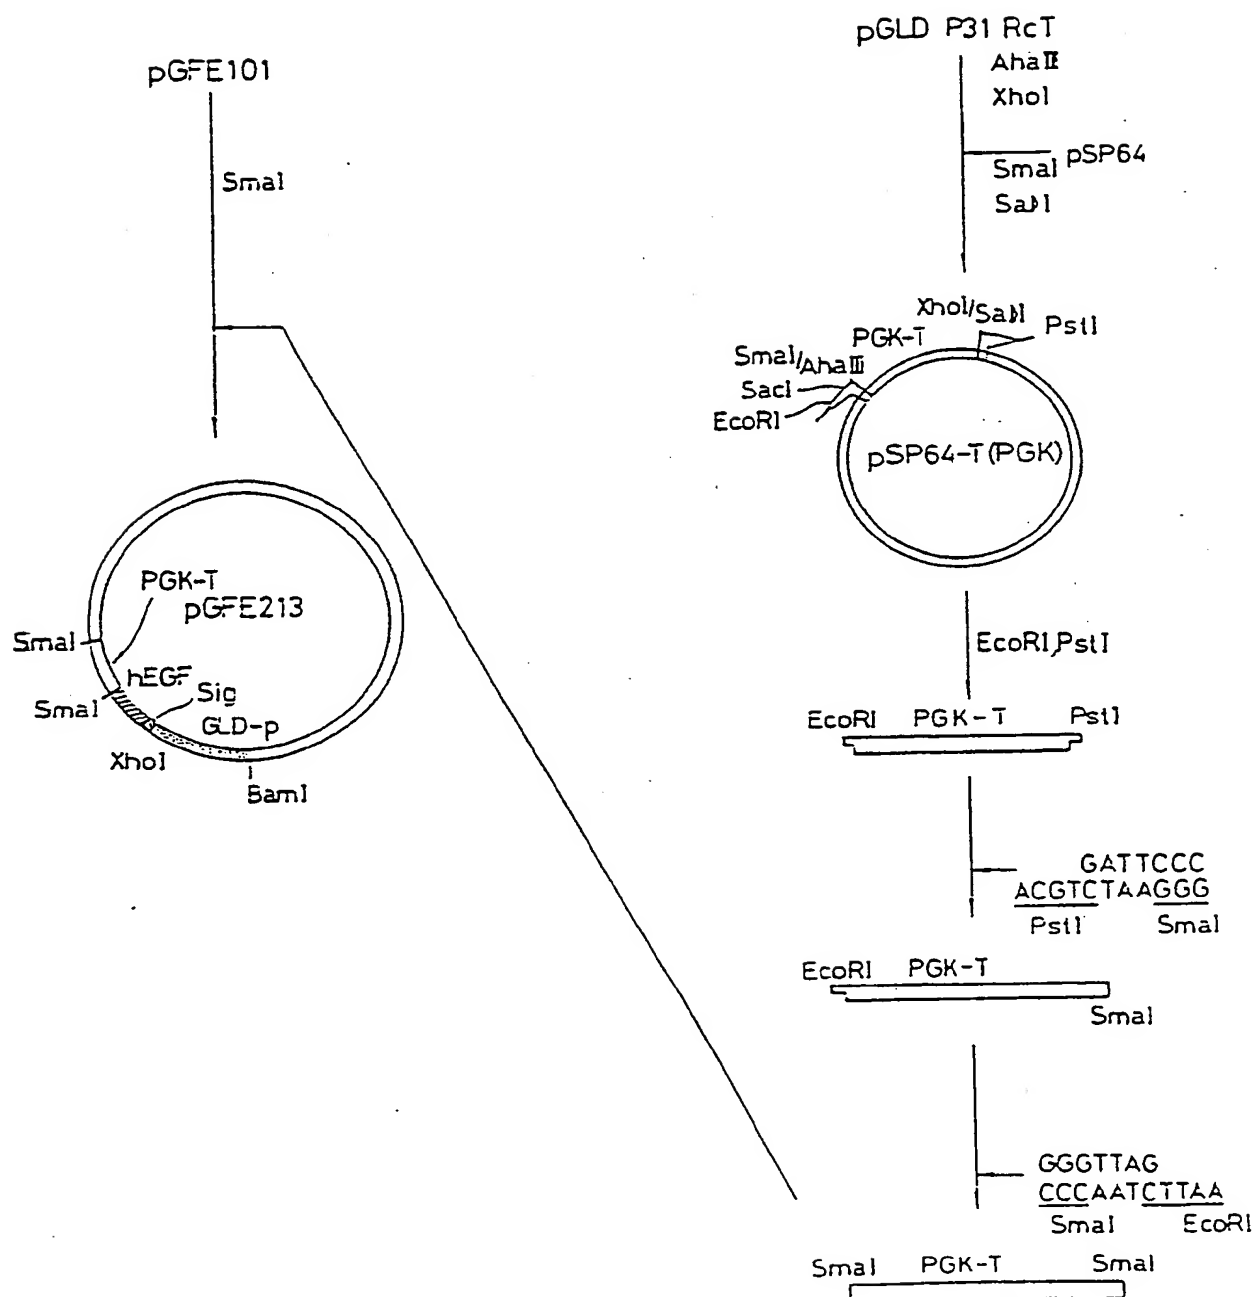 pGFE101
SmaI
PGK-T
pGFE213
SmaI
hEGF
SmaI
Sig
GLD-p
XhoI
BamI
pGLD P31 RcT
AhaIII
XhoI
pSP64
SmaI
SalI
XhoI/SalI
PstI
PGK-T
SmaI/AhaIII
SacI
EcoRI
pSP64-T(PGK)
EcoRI,PstI
EcoRI PGK-T PstI
GATTCCC
ACGTCTAAGGG
PstI SmaI
EcoRI PGK-T
SmaI
GGGTTAG
CCCAATCTTAA
SmaI EcoRI
SmaI PGK-T SmaI